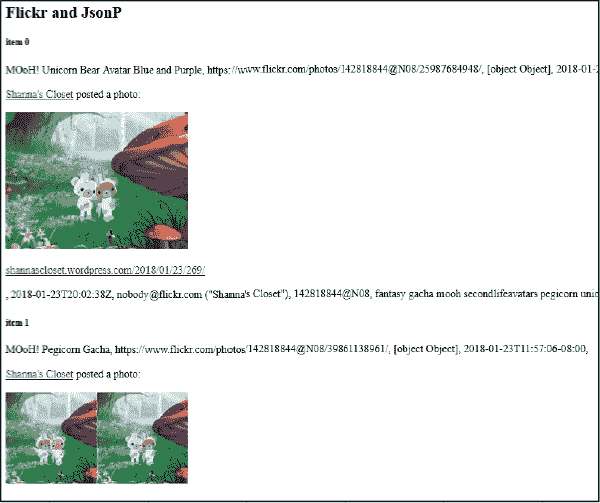 Flickr and JsonP
item 0
MOoH! Unicorn Bear Avatar Blue and Purple, https://www.flickr.com/photos/142818844@N08/25987684948/, [object Object], 2018-01-2
Shanna's Closet posted a photo:
shannascloset.wordpress.com/2018/01/23/269/
, 2018-01-23T20:02:38Z, nobody@flickr.com ("Shanna's Closet"), 142818844@N08, fantasy gacha mooh secondlifeavatars pegicorn unic
item 1
MOoH! Pegicorn Gacha, https://www.flickr.com/photos/142818844@N08/39861138961/, [object Object], 2018-01-23T11:57:06-08:00,
Shanna's Closet posted a photo: